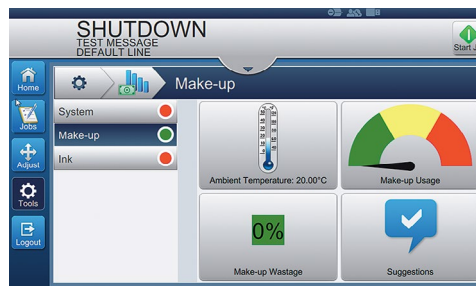 SHUTDOWN
TEST MESSAGE
DEFAULT LINE
Start
Home
Make-up
Jobs
System
Make-up
Ink
Adjust
Tools
Logout
Ambient Temperature: 20.00°C
Make-up Usage
0%
Make-up Wastage
Suggestions